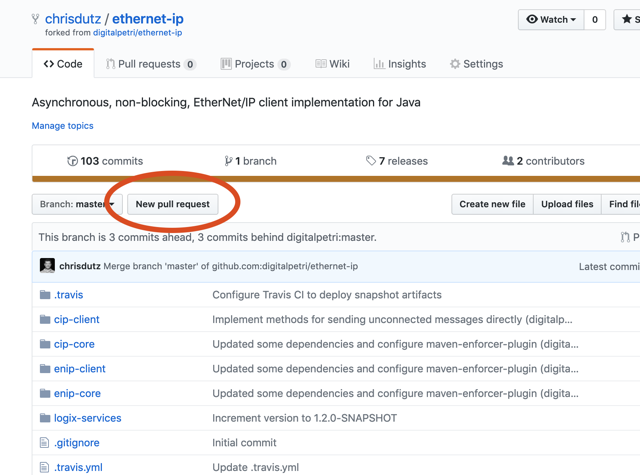 chrisdutz / ethernet-ip
Watch 0
forked from digitalpetri/ethernet-ip
Code Pull requests 0 Projects 0 Wiki Insights Settings
Asynchronous, non-blocking, EtherNet/IP client implementation for Java
Manage topics
103 commits 1 branch 7 releases 2 contributors
Branch: master New pull request Create new file Upload files Find
This branch is 3 commits ahead, 3 commits behind digitalpetri:master.
chrisdutz Merge branch 'master' of github.com:digitalpetri/ethernet-ip Latest
.travis Configure Travis CI to deploy snapshot artifacts
cip-client Implement methods for sending unconnected messages directly (digitalp...
cip-core Updated some dependencies and configure maven-enforcer-plugin (digita...
enip-client Updated some dependencies and configure maven-enforcer-plugin (digita...
enip-core Updated some dependencies and configure maven-enforcer-plugin (digita...
logix-services Increment version to 1.2.0-SNAPSHOT
.gitignore Initial commit
.travis.yml Update .travis.yml